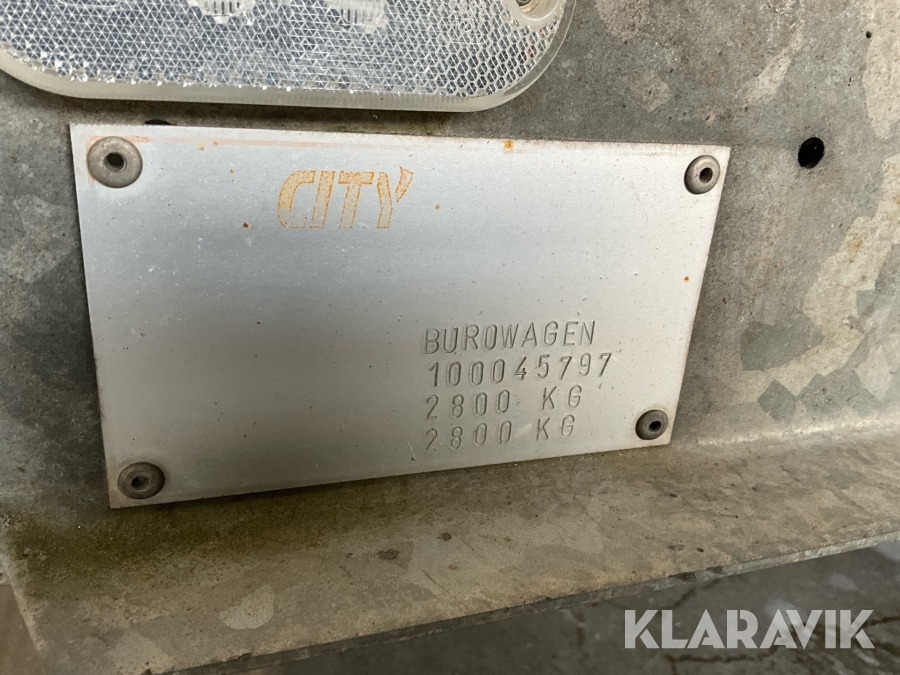 CITY
BUROWAGEN
100045797
2800 KG
2800 KG
KLARAVIK